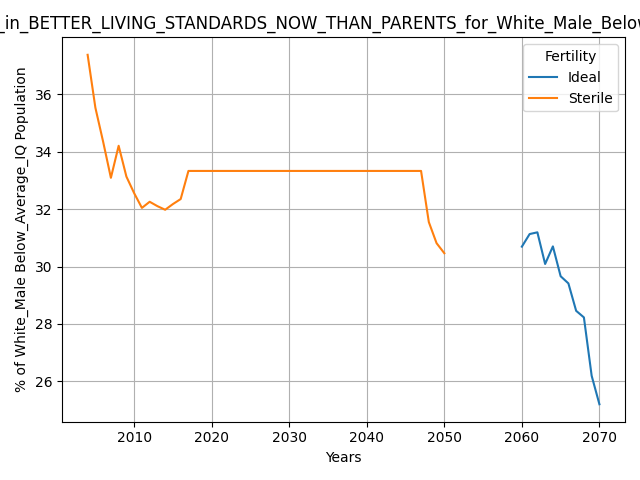 _in_BETTER_LIVING_STANDARDS_NOW_THAN_PARENTS_for_White_Male_Below
Fertility
Ideal
Sterile
% of White_Male Below_Average_IQ Population
36
34
32
30
28
26
2010 2020 2030 2040 2050 2060 2070
Years